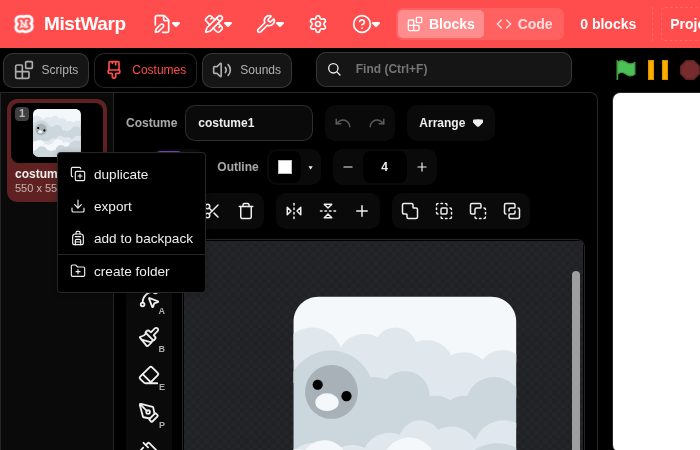 MistWarp
Blocks
Code
0 blocks
Proje
Scripts
Costumes
Sounds
Find (Ctrl+F)
1
costum
550 x 55
Costume
costume1
Arrange
Outline
4
duplicate
export
add to backpack
create folder
A
B
E
P